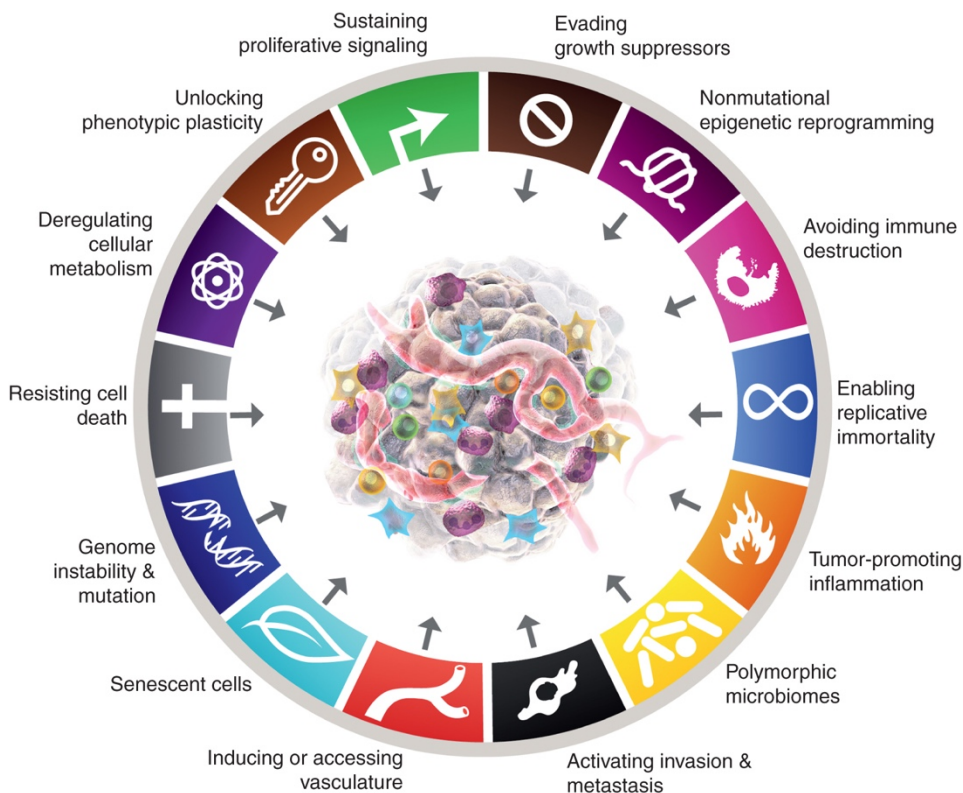 Sustaining
proliferative signaling
Evading
growth suppressors
Nonmutational
epigenetic reprogramming
Avoiding immune
destruction
Enabling
replicative
immortality
Tumor-promoting
inflammation
Polymorphic
microbiomes
Activating invasion &
metastasis
Inducing or accessing
vasculature
Senescent cells
Genome
instability &
mutation
Resisting cell
death
Deregulating
cellular
metabolism
Unlocking
phenotypic plasticity